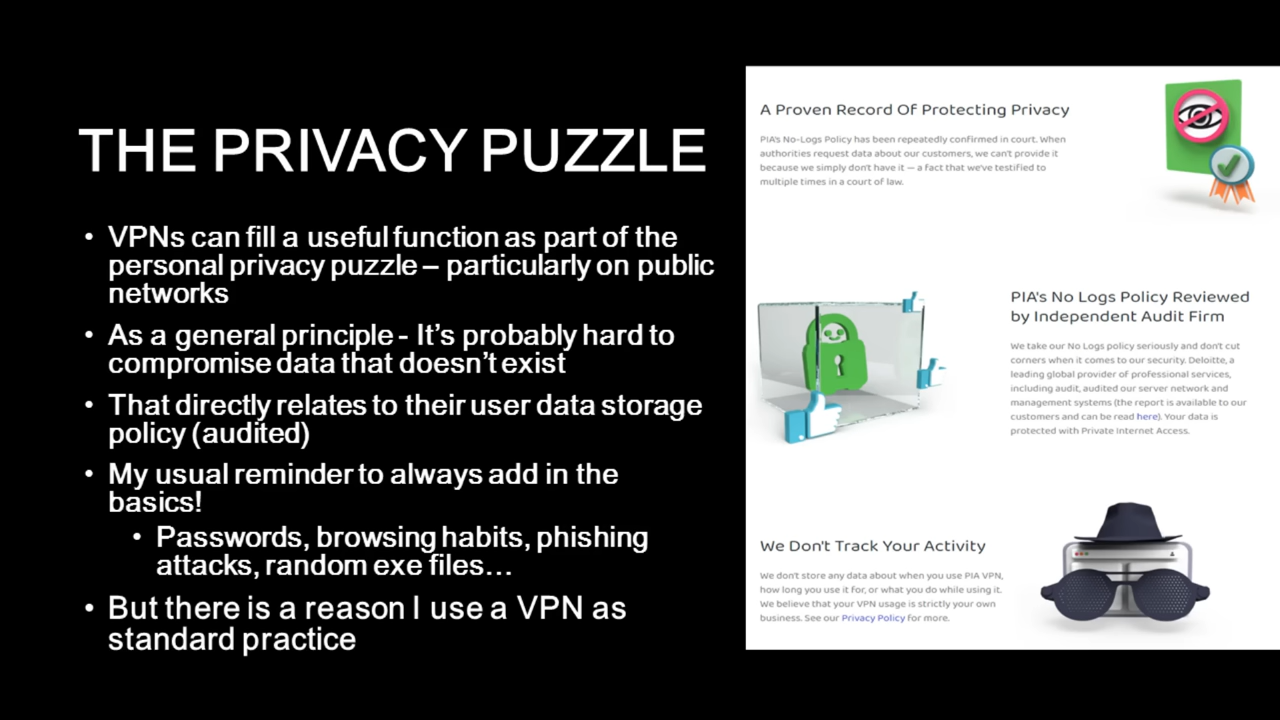 THE PRIVACY PUZZLE
• VPNs can fill a useful function as part of the
personal privacy puzzle – particularly on public
networks
• As a general principle - It's probably hard to
compromise data that doesn't exist
• That directly relates to their user data storage
policy (audited)
• My usual reminder to always add in the
basics!
• Passwords, browsing habits, phishing
attacks, random exe files…
• But there is a reason I use a VPN as
standard practice
A Proven Record Of Protecting Privacy
PIA's No-Logs Policy has been repeatedly confirmed in court. When
authorities request data about our customers, we can't provide it
because we simply don't have it — a fact that we've testified to
multiple times in a court of law.
PIA's No Logs Policy Reviewed
by Independent Audit Firm
We take our No Logs policy seriously and don't cut
corners when it comes to our security. Deloitte, a
leading global provider of professional services,
including audit, audited our server network and
management systems (the report is available to our
customers and can be read here). Your data is
protected with Private Internet Access.
We Don't Track Your Activity
We don't store any data about when you use PIA VPN,
how long you use it for, or what you do while using it.
We believe that your VPN usage is strictly your own
business. See our Privacy Policy for more.